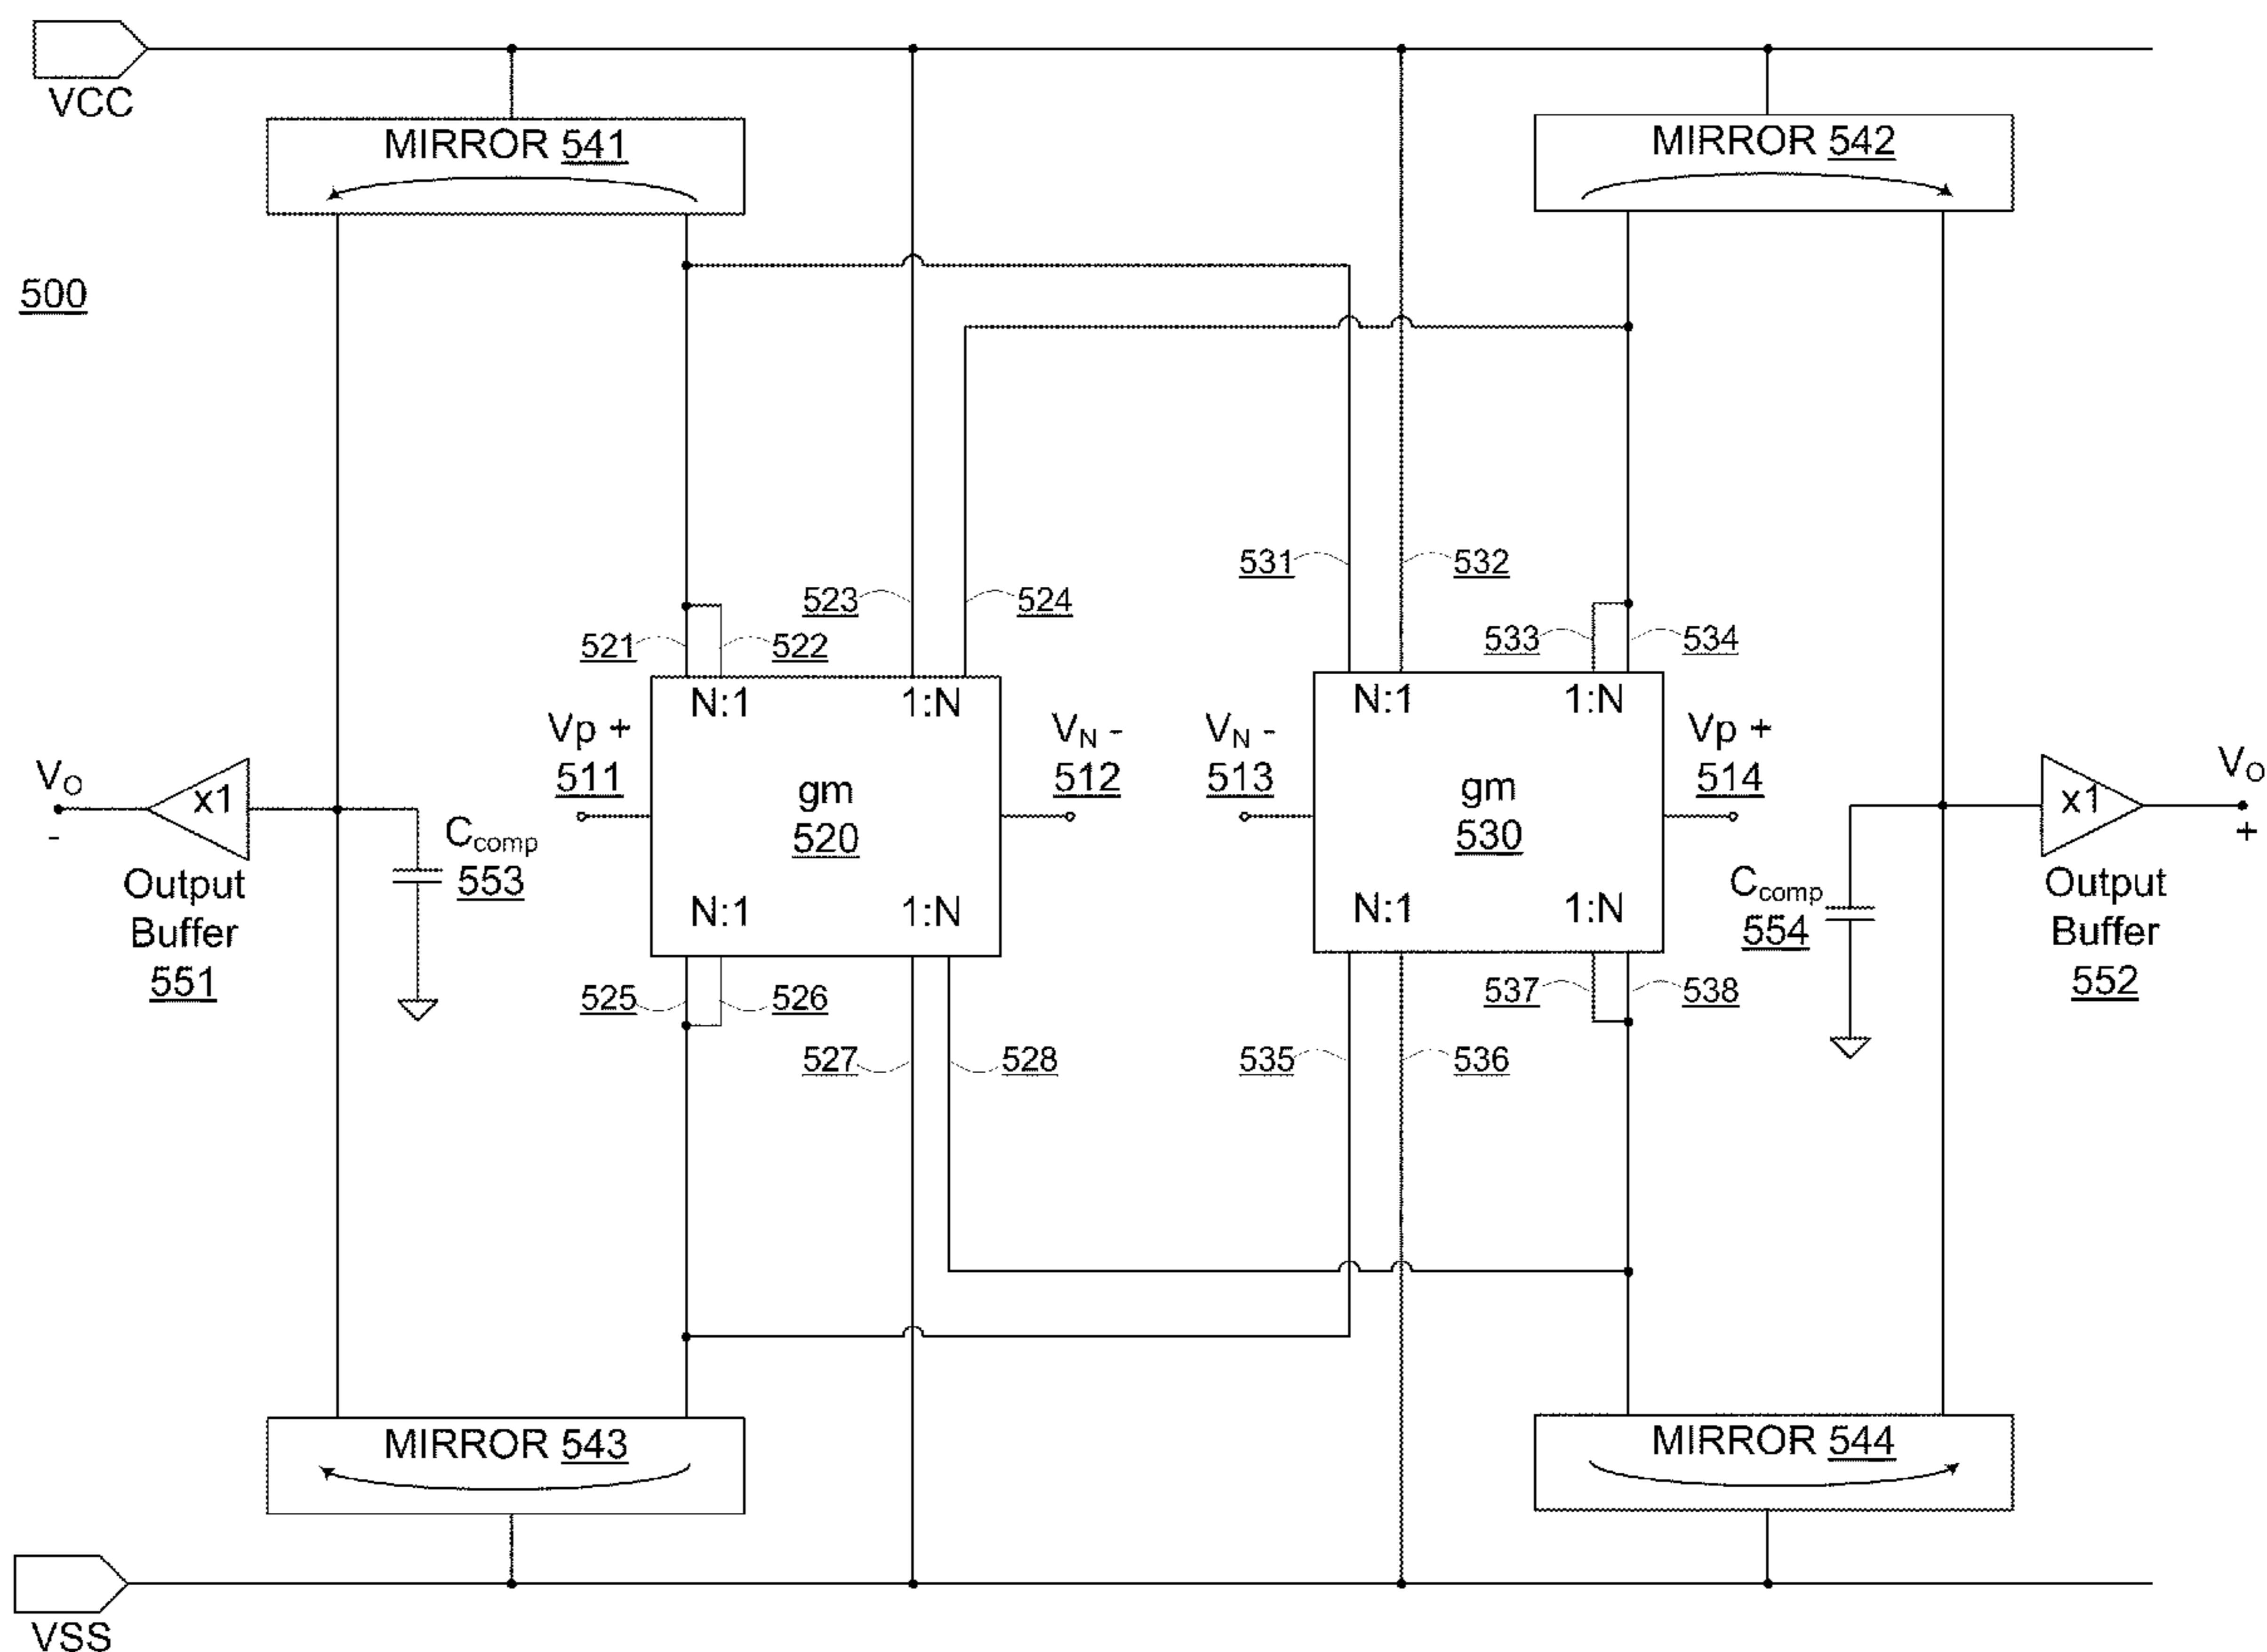 VCC
MIRROR 541
MIRROR 542
500
531
532
523
524
521
522
533
534
N:1
1:N
N:1
1:N
Vp +
511
VN -
512
VN -
513
Vp +
514
VO
-
x1
Output
Buffer
551
Ccomp
553
gm
520
gm
530
Ccomp
554
x1
Output
Buffer
552
VO
+
N:1
1:N
N:1
1:N
525
526
537
538
527
528
535
536
MIRROR 543
MIRROR 544
VSS